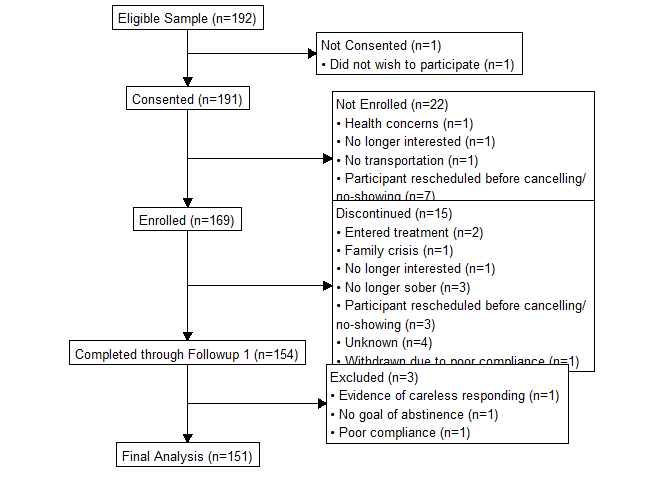 Eligible Sample (n=192)
Not Consented (n=1)
• Did not wish to participate (n=1)
Consented (n=191)
Not Enrolled (n=22)
• Health concerns (n=1)
• No longer interested (n=1)
• No transportation (n=1)
• Participant rescheduled before cancelling/
no-showing (n=7)
Enrolled (n=169)
Discontinued (n=15)
• Entered treatment (n=2)
• Family crisis (n=1)
• No longer interested (n=1)
• No longer sober (n=3)
• Participant rescheduled before cancelling/
no-showing (n=3)
• Unknown (n=4)
• Withdrawn due to poor compliance (n=1)
Completed through Followup 1 (n=154)
Excluded (n=3)
• Evidence of careless responding (n=1)
• No goal of abstinence (n=1)
• Poor compliance (n=1)
Final Analysis (n=151)